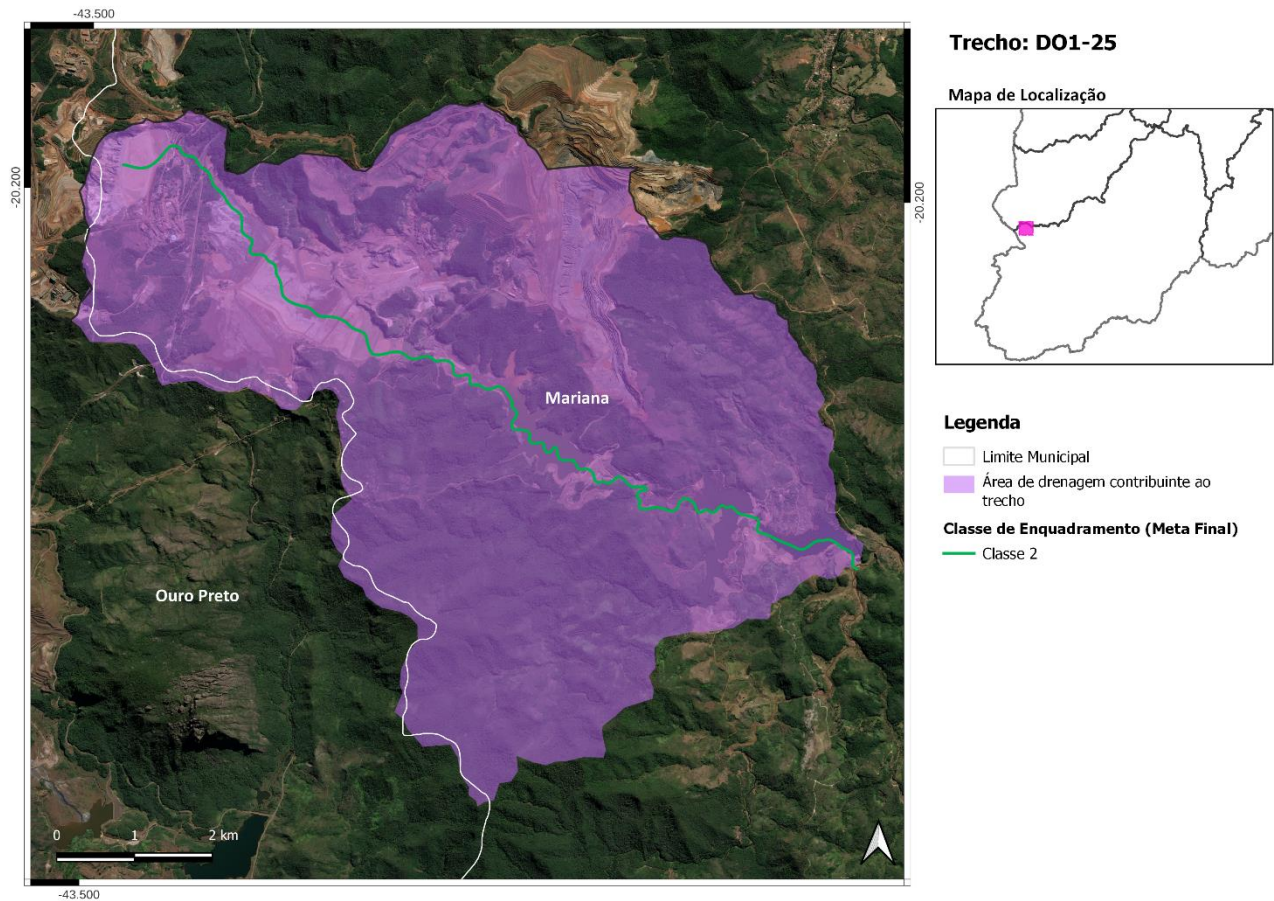 -43.500
Trecho: DO1-25
Mapa de Localização
-20.200
-20.200
Mariana
Legenda
Limite Municipal
Área de drenagem contribuinte ao
trecho
Classe de Enquadramento (Meta Final)
Classe 2
Ouro Preto
0 1 2 km
-43.500